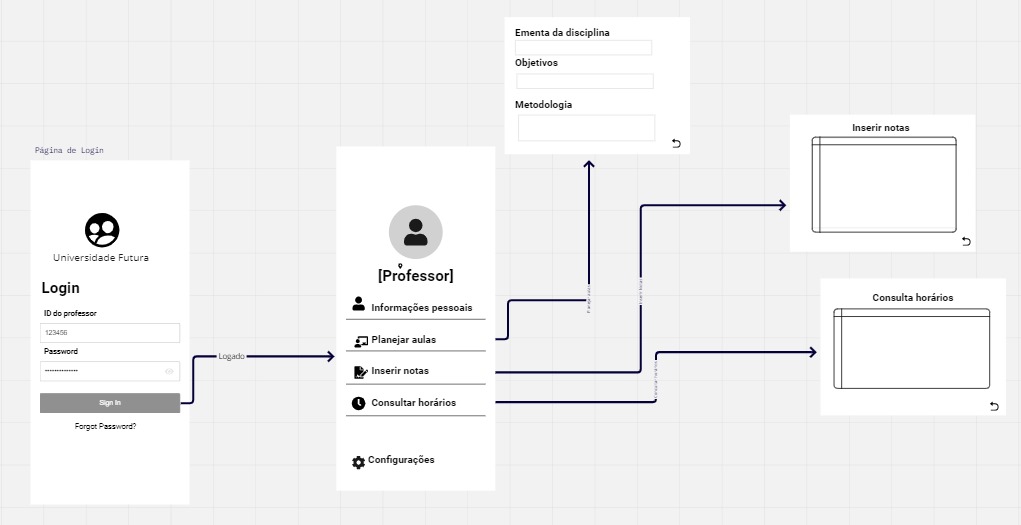 Página de Login
Universidade Futura
Login
ID do professor
123456
Password
Sign In
Forgot Password?
Logado
[Professor]
Informações pessoais
Planejar aulas
Inserir notas
Consultar horários
Configurações
Ementa da disciplina
Objetivos
Metodologia
Inserir notas
Consulta horários